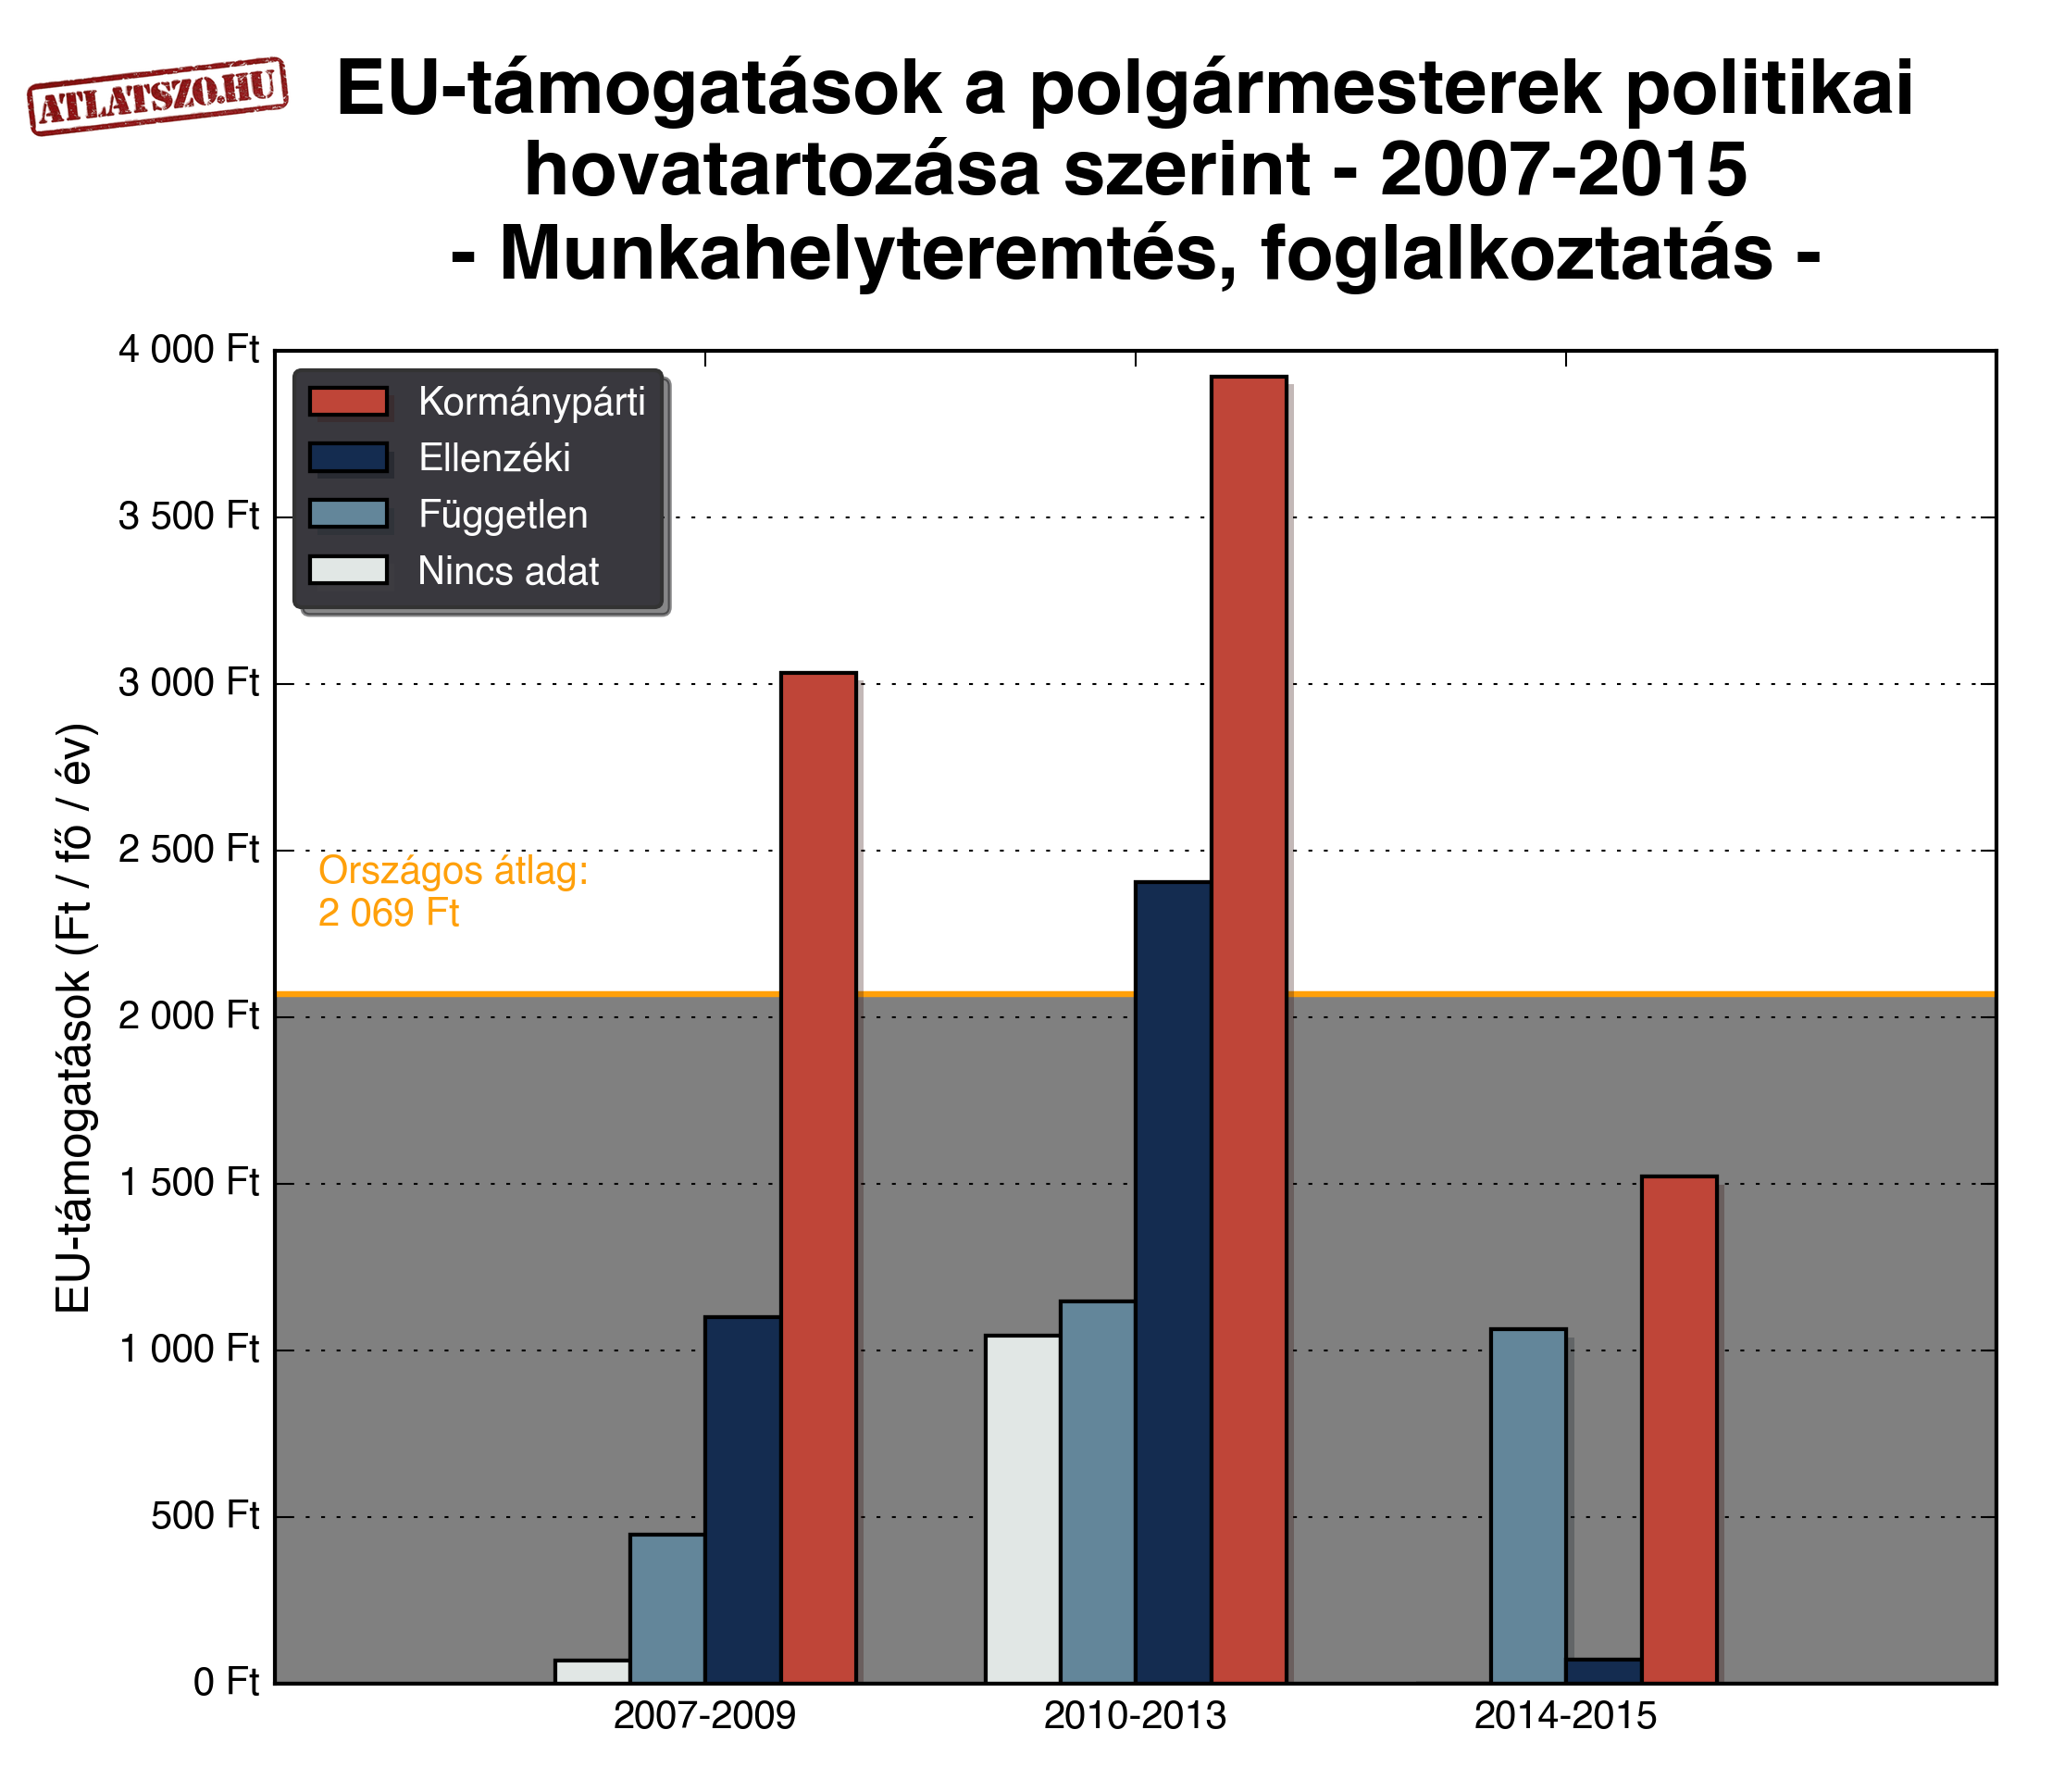 ATLATSZO.HU
EU-támogatások a polgármesterek politikai
hovatartozása szerint - 2007-2015
- Munkahelyteremtés, foglalkoztatás -
4 000 Ft
3 500 Ft
3 000 Ft
2 500 Ft
2 000 Ft
1 500 Ft
1 000 Ft
500 Ft
0 Ft
EU-támogatások (Ft / fő / év)
Kormánypárti
Ellenzéki
Független
Nincs adat
Országos átlag:
2 069 Ft
2007-2009
2010-2013
2014-2015